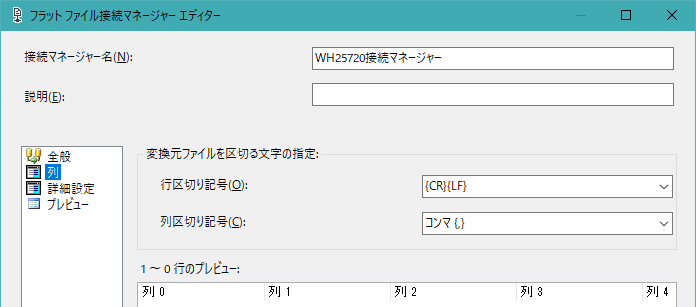 フラット ファイル接続マネージャー エディター
接続マネージャー名(N):
WH25720接続マネージャー
説明(E):
全般
列
詳細設定
プレビュー
変換元ファイルを区切る文字の指定:
行区切り記号(O):
{CR}{LF}
列区切り記号(C):
コンマ {,}
1 ～ 0 行のプレビュー:
列 0 列 1 列 2 列 3 列 4